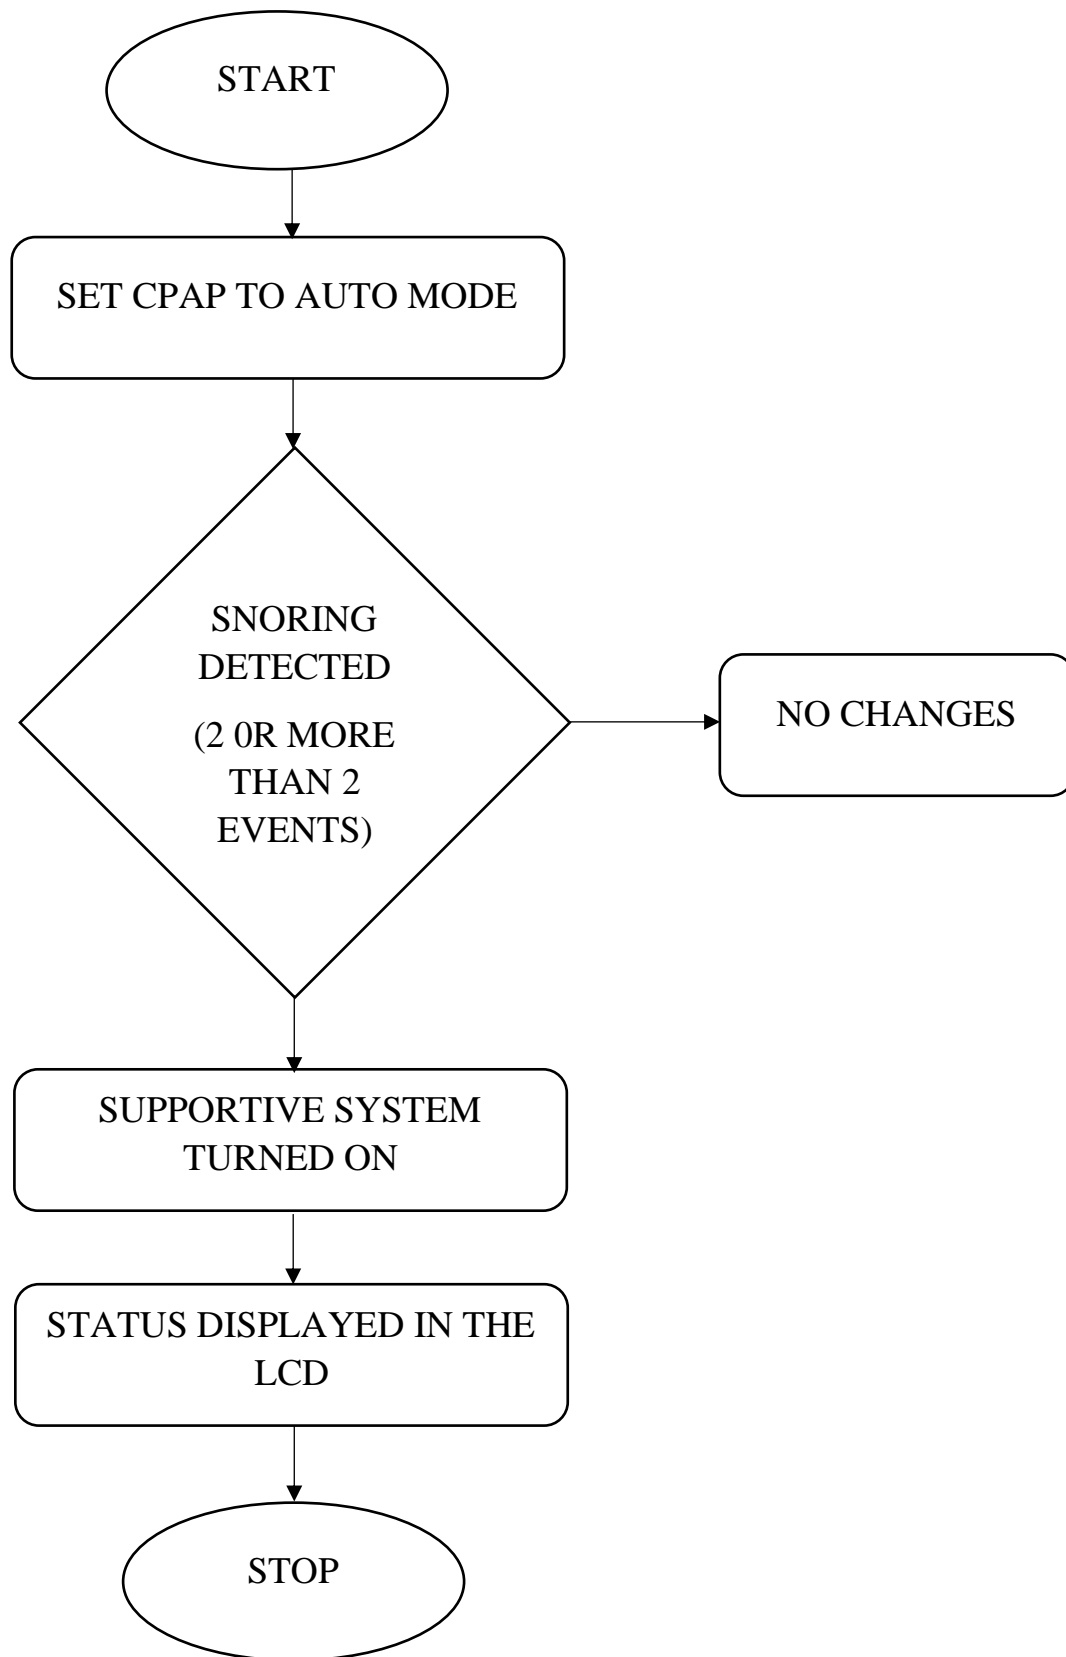 START
SET CPAP TO AUTO MODE
SNORING
DETECTED
(2 0R MORE
THAN 2
EVENTS)
NO CHANGES
SUPPORTIVE SYSTEM
TURNED ON
STATUS DISPLAYED IN THE
LCD
STOP